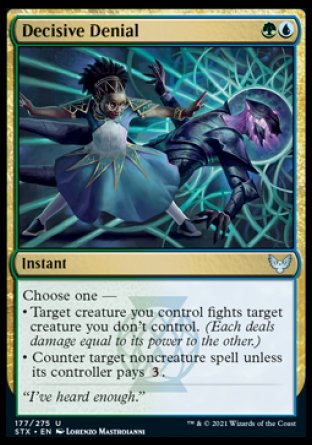 Decisive Denial
Instant
Choose one —
• Target creature you control fights target
creature you don't control. (Each deals
damage equal to its power to the other.)
• Counter target noncreature spell unless
its controller pays 3.
"I've heard enough."
177/275 U
STX • EN LORENZO MASTROIANNI
™ & © 2021 Wizards of the Coast